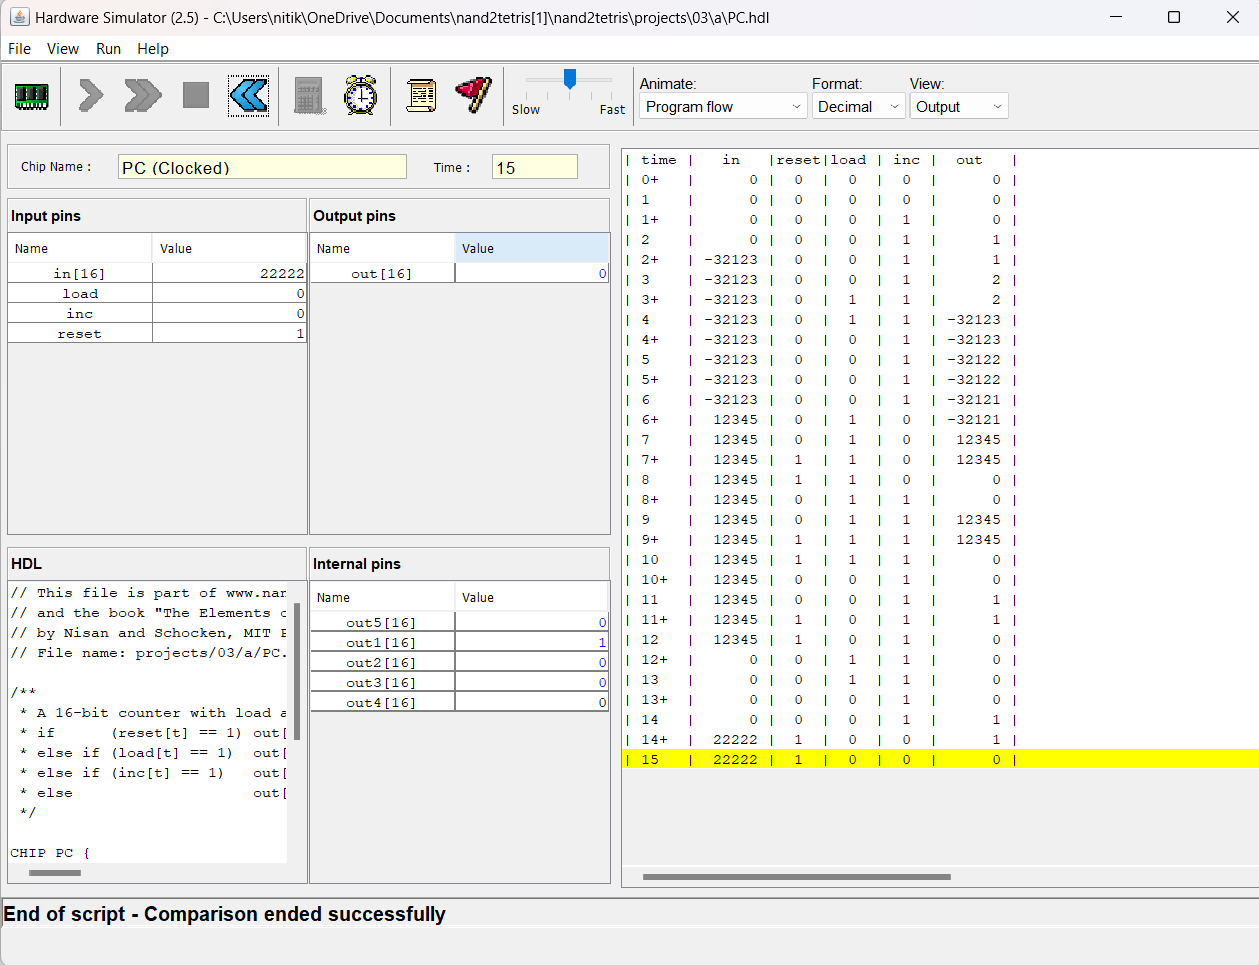 Hardware Simulator (2.5) - C:\Users\nitik\OneDrive\Documents\nand2tetris[1]\nand2tetris\projects\03\a\PC.hdl
File View Run Help
Slow Fast
Animate: Format: View:
Program flow Decimal Output
Chip Name : PC (Clocked) Time : 15
Input pins
Name Value
in[16] 22222
load 0
inc 0
reset 1
Output pins
Name Value
out[16] 0
HDL
// This file is part of www.nan
// and the book "The Elements o
// by Nisan and Schocken, MIT P
// File name: projects/03/a/PC.
/**
* A 16-bit counter with load a
* if (reset[t] == 1) out[
* else if (load[t] == 1) out[
* else if (inc[t] == 1) out[
* else out[
*/
CHIP PC {
Internal pins
Name Value
out5[16] 0
out1[16] 1
out2[16] 0
out3[16] 0
out4[16] 0
| time | in |reset|load | inc | out |
| 0+ | 0 | 0 | 0 | 0 | 0 |
| 1 | 0 | 0 | 0 | 0 | 0 |
| 1+ | 0 | 0 | 0 | 1 | 0 |
| 2 | 0 | 0 | 0 | 1 | 1 |
| 2+ | -32123 | 0 | 0 | 1 | 1 |
| 3 | -32123 | 0 | 0 | 1 | 2 |
| 3+ | -32123 | 0 | 1 | 1 | 2 |
| 4 | -32123 | 0 | 1 | 1 | -32123 |
| 4+ | -32123 | 0 | 0 | 1 | -32123 |
| 5 | -32123 | 0 | 0 | 1 | -32122 |
| 5+ | -32123 | 0 | 0 | 1 | -32122 |
| 6 | -32123 | 0 | 0 | 1 | -32121 |
| 6+ | 12345 | 0 | 1 | 0 | -32121 |
| 7 | 12345 | 0 | 1 | 0 | 12345 |
| 7+ | 12345 | 1 | 1 | 0 | 12345 |
| 8 | 12345 | 1 | 1 | 0 | 0 |
| 8+ | 12345 | 0 | 1 | 1 | 0 |
| 9 | 12345 | 0 | 1 | 1 | 12345 |
| 9+ | 12345 | 1 | 1 | 1 | 12345 |
| 10 | 12345 | 1 | 1 | 1 | 0 |
| 10+ | 12345 | 0 | 0 | 1 | 0 |
| 11 | 12345 | 0 | 0 | 1 | 1 |
| 11+ | 12345 | 1 | 0 | 1 | 1 |
| 12 | 12345 | 1 | 0 | 1 | 0 |
| 12+ | 0 | 0 | 1 | 1 | 0 |
| 13 | 0 | 0 | 1 | 1 | 0 |
| 13+ | 0 | 0 | 0 | 1 | 0 |
| 14 | 0 | 0 | 0 | 1 | 1 |
| 14+ | 22222 | 1 | 0 | 0 | 1 |
| 15 | 22222 | 1 | 0 | 0 | 0 |
End of script - Comparison ended successfully